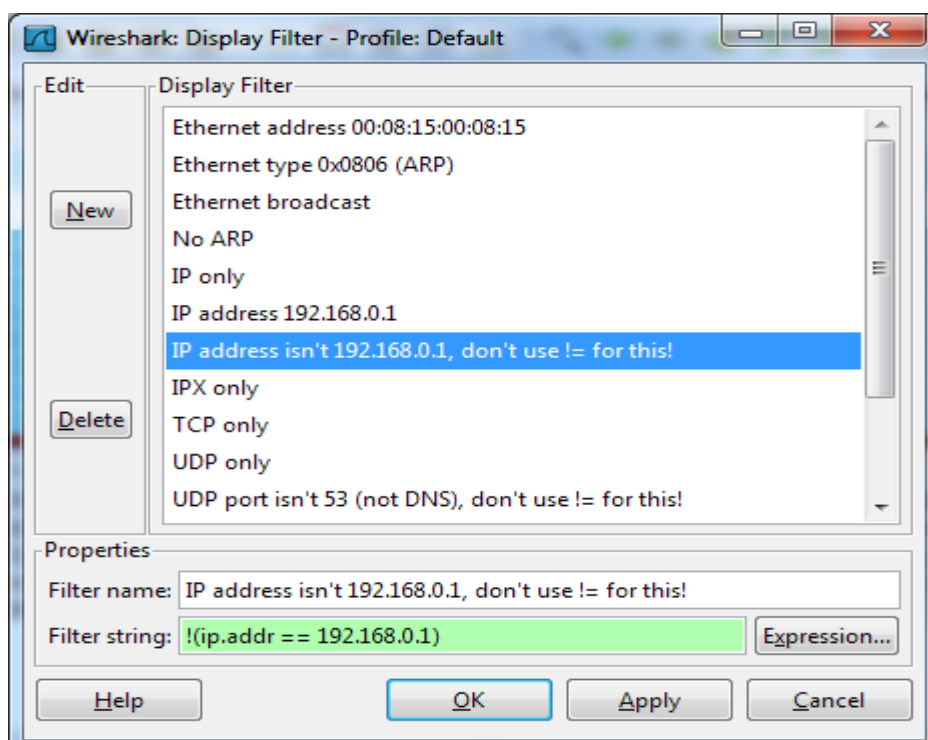 Wireshark: Display Filter - Profile: Default
Edit
Display Filter
New
Delete
Ethernet address 00:08:15:00:08:15
Ethernet type 0x0806 (ARP)
Ethernet broadcast
No ARP
IP only
IP address 192.168.0.1
IP address isn't 192.168.0.1, don't use != for this!
IPX only
TCP only
UDP only
UDP port isn't 53 (not DNS), don't use != for this!
Properties
Filter name: IP address isn't 192.168.0.1, don't use != for this!
Filter string: !(ip.addr == 192.168.0.1) Expression...
Help OK Apply Cancel